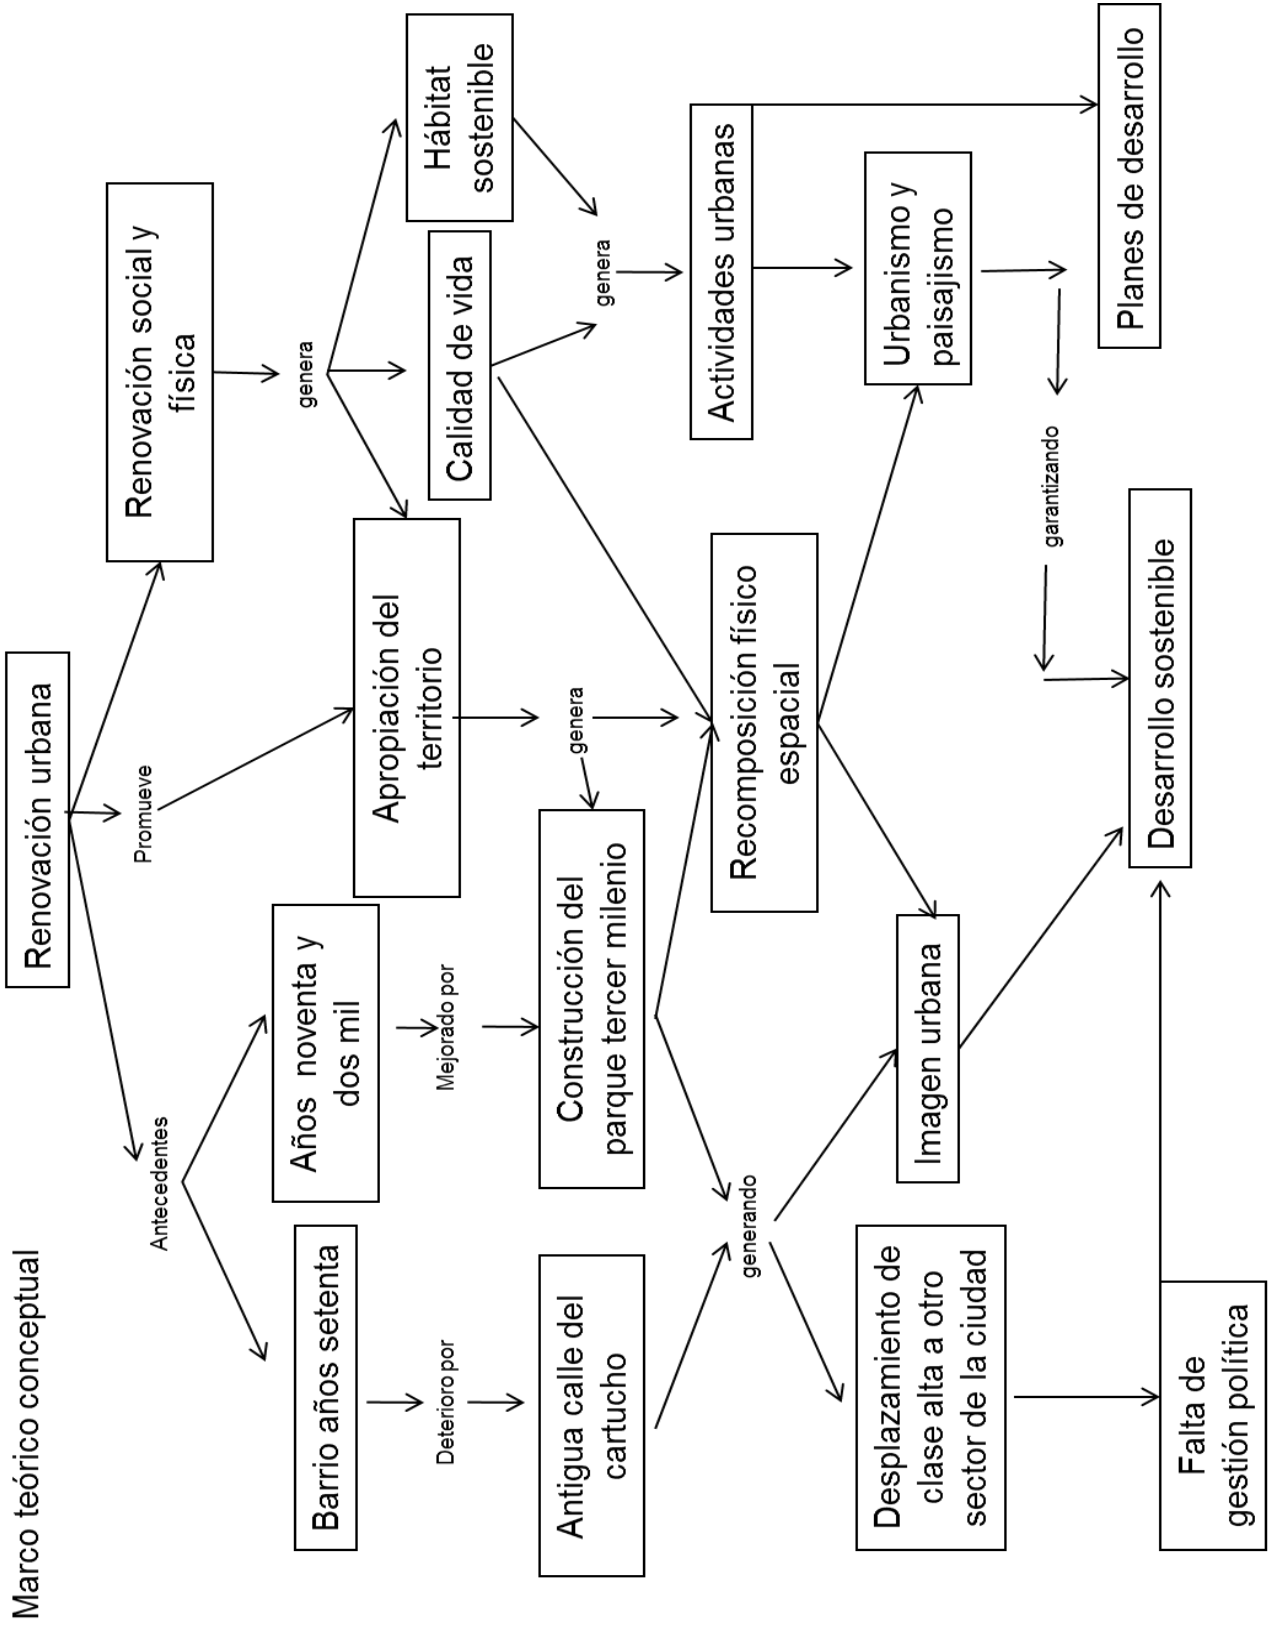 Marco teórico conceptual
Renovación urbana
Antecedentes
Promueve
Renovación social y
física
Barrio años setenta
Años noventa y
dos mil
genera
Deterioro por
Mejorado por
Apropiación del
territorio
Calidad de vida
Hábitat
sostenible
Antigua calle del
cartucho
Construcción del
parque tercer milenio
genera
genera
generando
Recomposición físico
espacial
Actividades urbanas
Desplazamiento de
clase alta a otro
sector de la ciudad
Imagen urbana
Urbanismo y
paisajismo
garantizando
Falta de
gestión política
Desarrollo sostenible
Planes de desarrollo